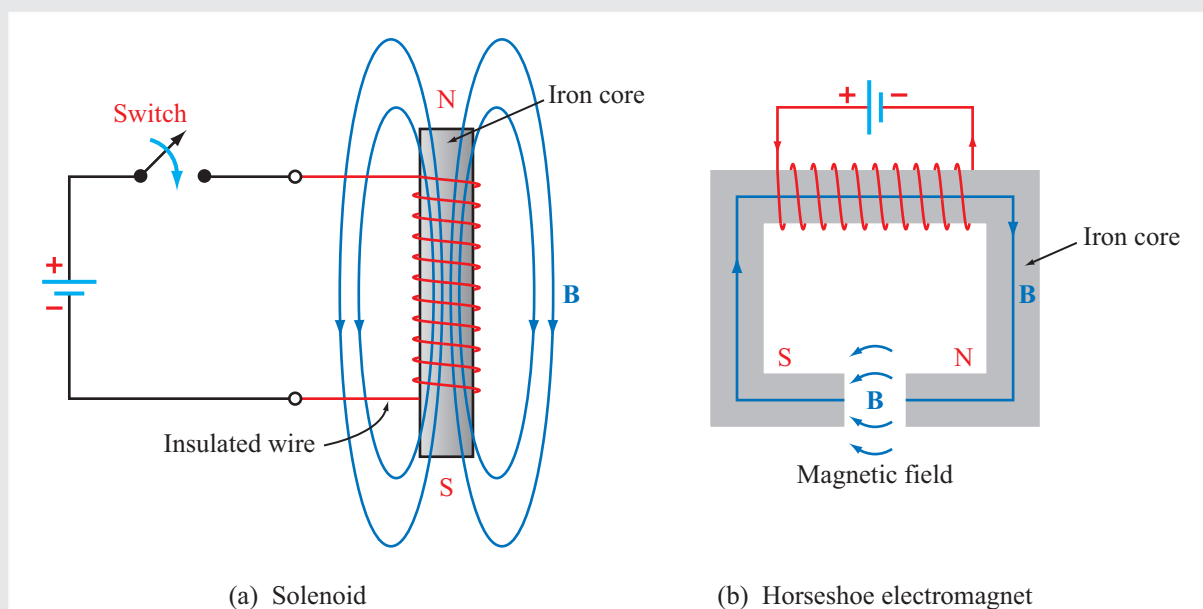 Switch
N
Iron core
+
−
B
Insulated wire
S
(a) Solenoid
+ −
Iron core
B
S N
B
Magnetic field
(b) Horseshoe electromagnet